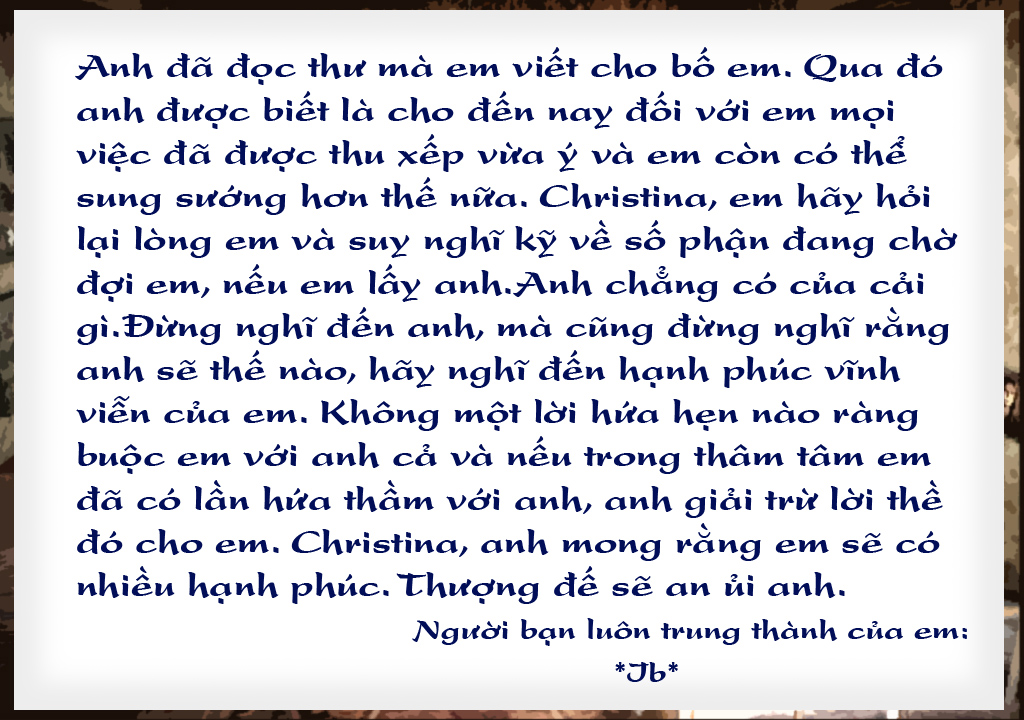 Anh đã đọc thư mà em viết cho bố em. Qua đó
anh được biết là cho đến nay đối với em mọi
việc đã được thu xếp vừa ý và em còn có thể
sung sướng hơn thế nữa. Christina, em hãy hỏi
lại lòng em và suy nghĩ kỹ về số phận đang chờ
đợi em, nếu em lấy anh.Anh chẳng có của cải
gì.Đừng nghĩ đến anh, mà cũng đừng nghĩ rằng
anh sẽ thế nào, hãy nghĩ đến hạnh phúc vĩnh
viễn của em. Không một lời hứa hẹn nào ràng
buộc em với anh cả và nếu trong thâm tâm em
đã có lần hứa thầm với anh, anh giải trừ lời thề
đó cho em. Christina, anh mong rằng em sẽ có
nhiều hạnh phúc. Thượng đế sẽ an ủi anh.
Người bạn luôn trung thành của em:
*Ib*